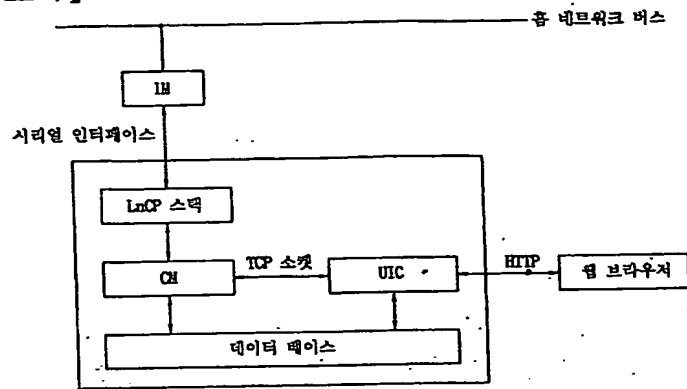 홈 네트워크 버스
IM
시리얼 인터페이스
LnCP 스택
CM
TCP 소켓
UIC
HTTP
웹 브라우저
데이터 베이스